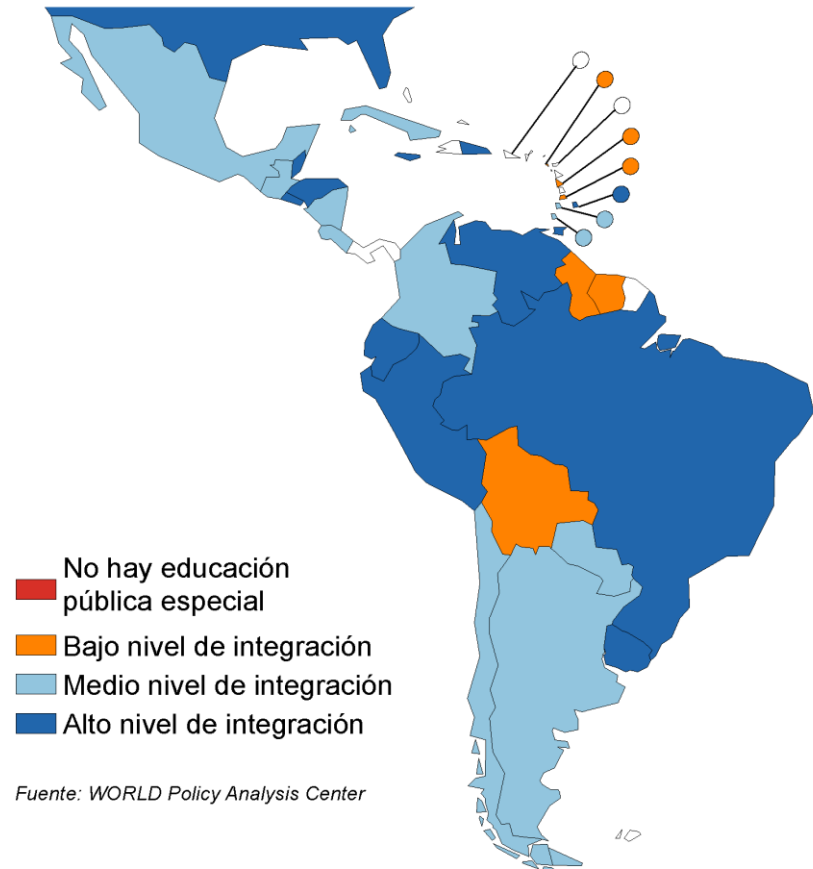 No hay educación
pública especial
Bajo nivel de integración
Medio nivel de integración
Alto nivel de integración
Fuente: WORLD Policy Analysis Center